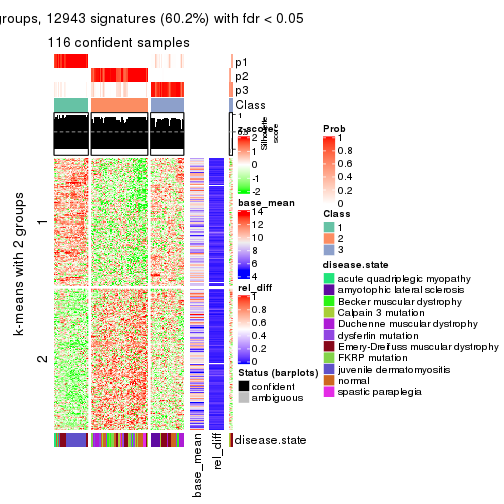 groups, 12943 signatures (60.2%) with fdr < 0.05
116 confident samples
p1
p2
p3
Class
1
0
Silhouette
score
z-score
2
1
0
-1
-2
base_mean
14
12
10
8
6
4
rel_diff
1
0.8
0.6
0.4
0.2
0
Status (barplots)
confident
ambiguous
Prob
1
0.8
0.6
0.4
0.2
0
Class
1
2
3
disease.state
acute quadriplegic myopathy
amyotrophic lateral sclerosis
Becker muscular dystrophy
Calpain 3 mutation
Duchenne muscular dystrophy
dysferlin mutation
Emery-Dreifuss muscular dystrophy
FKRP mutation
juvenile dermatomyositis
normal
spastic paraplegia
k-means with 2 groups
1
2
disease.state
base_mean
rel_diff